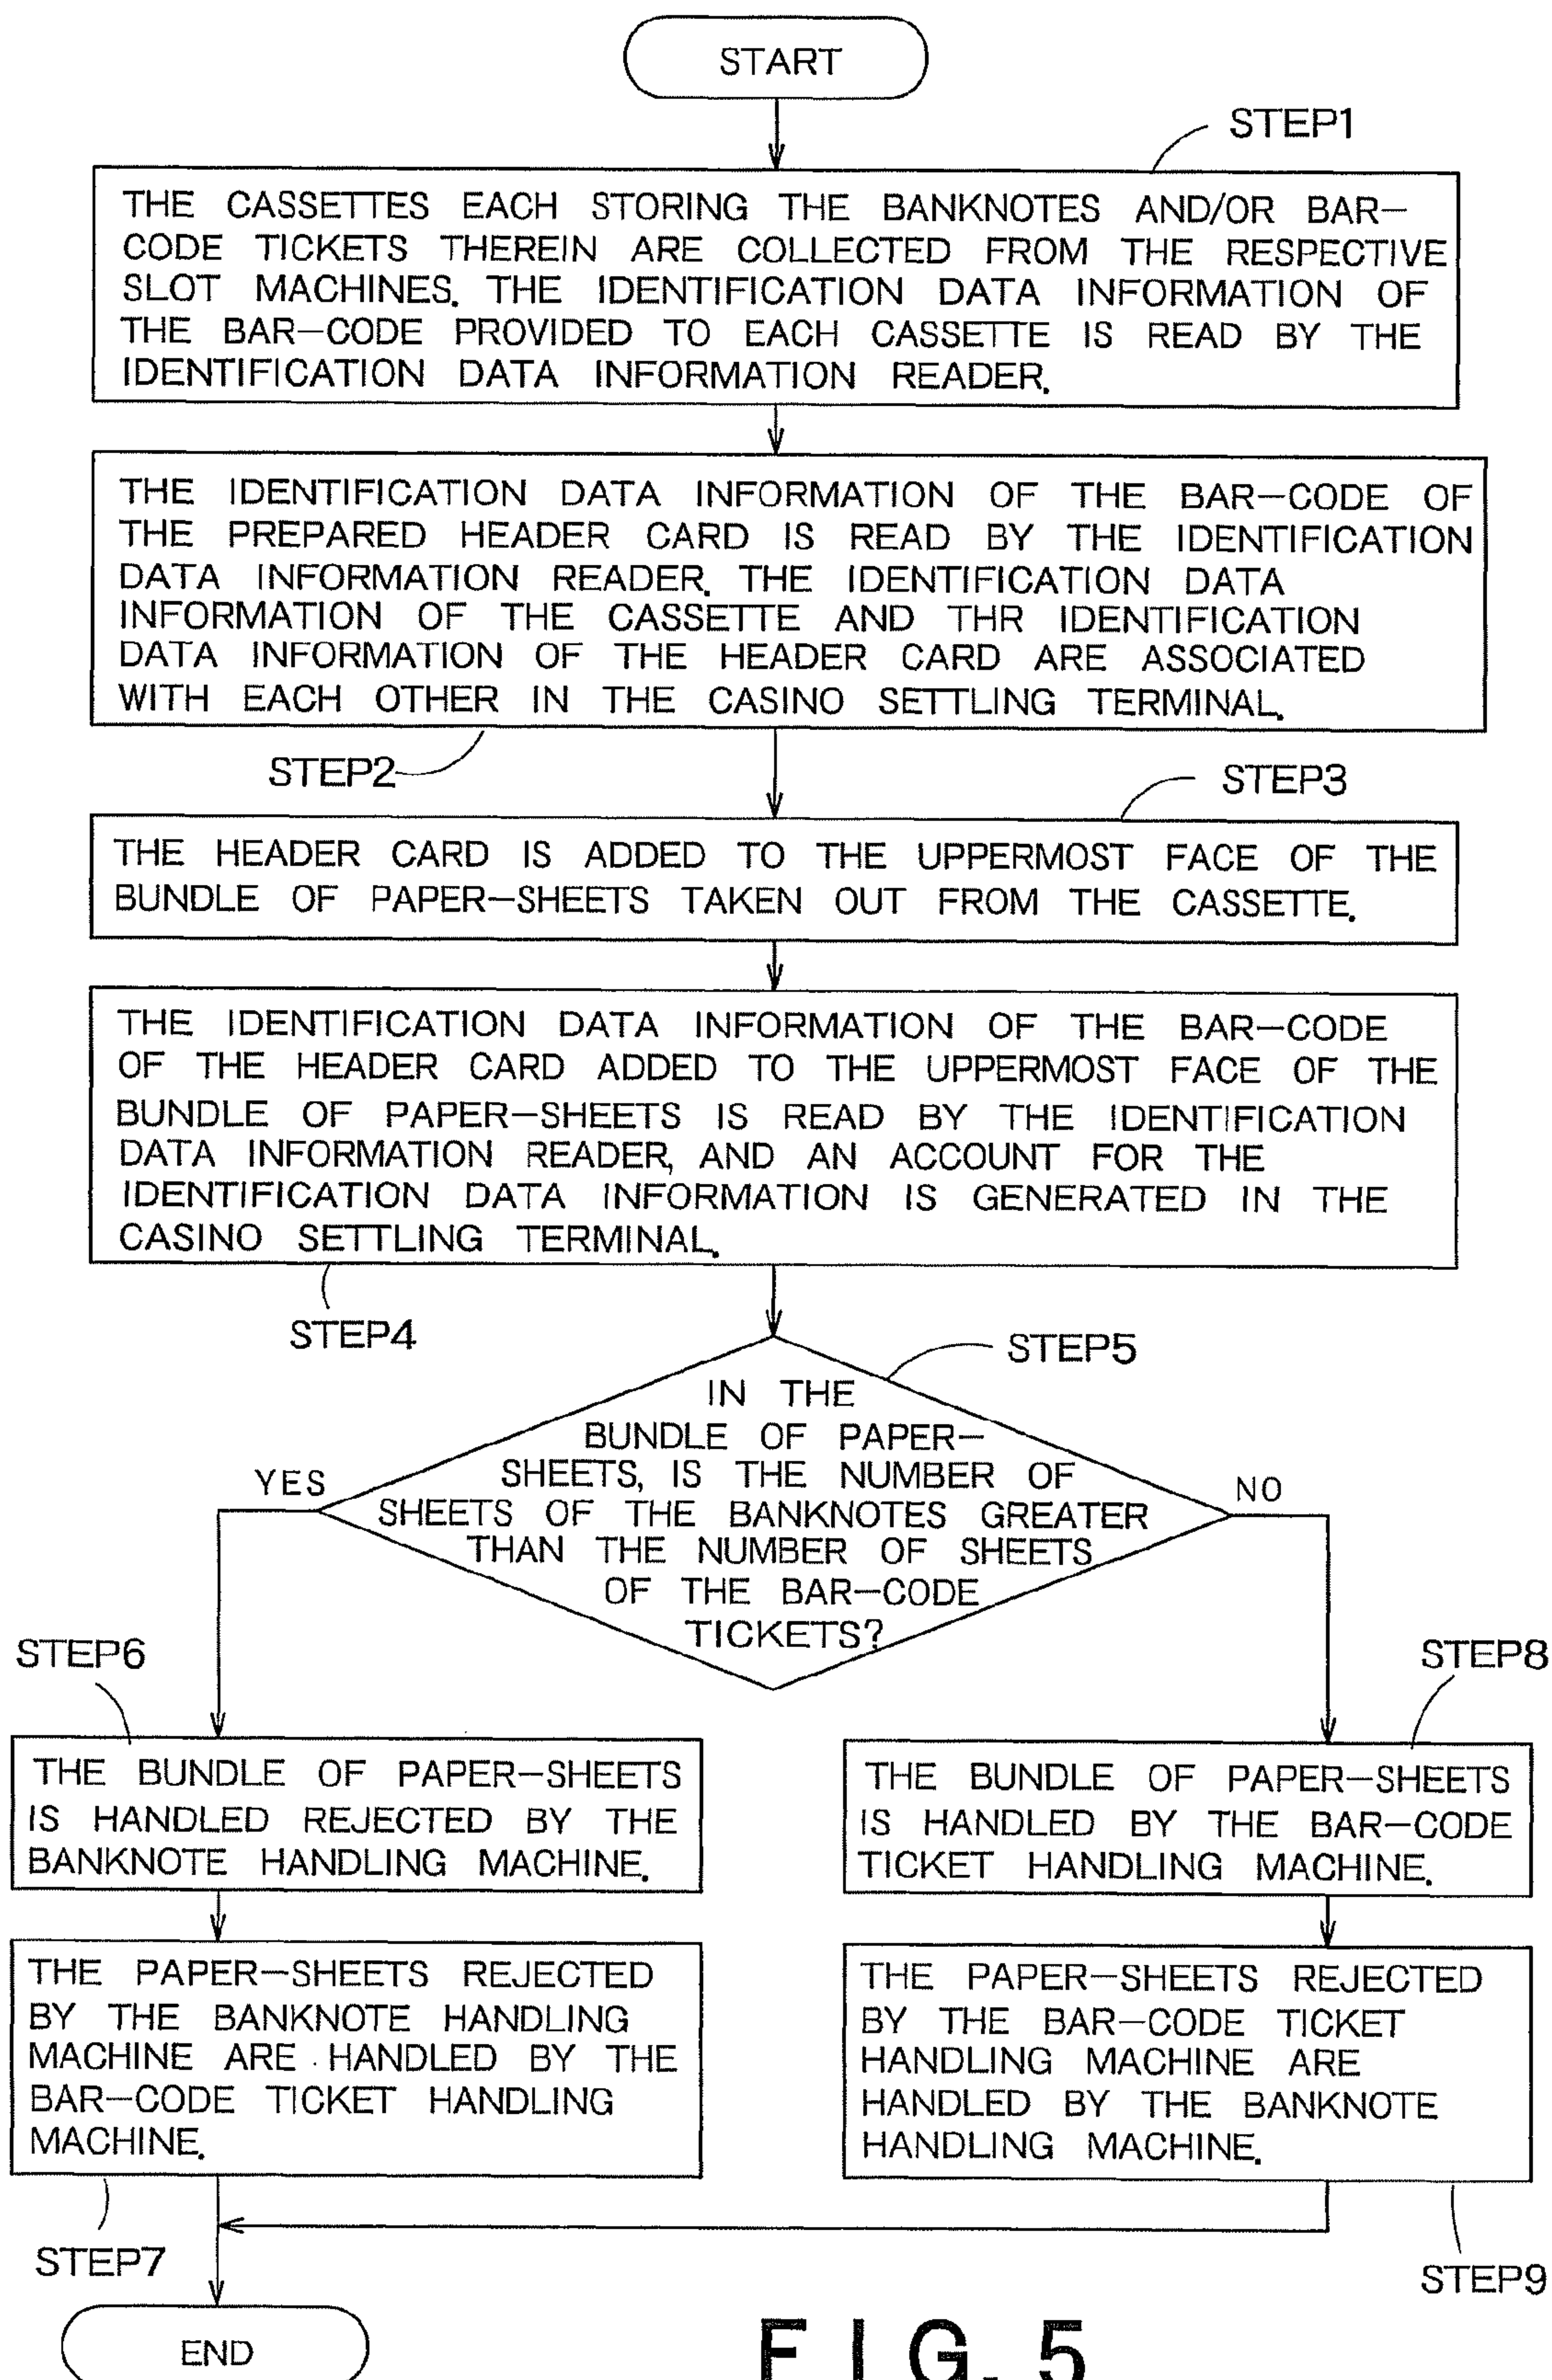 START
STEP1
THE CASSETTES EACH STORING THE BANKNOTES AND/OR BAR-
CODE TICKETS THEREIN ARE COLLECTED FROM THE RESPECTIVE
SLOT MACHINES. THE IDENTIFICATION DATA INFORMATION OF
THE BAR-CODE PROVIDED TO EACH CASSETTE IS READ BY THE
IDENTIFICATION DATA INFORMATION READER.
THE IDENTIFICATION DATA INFORMATION OF THE BAR-CODE OF
THE PREPARED HEADER CARD IS READ BY THE IDENTIFICATION
DATA INFORMATION READER. THE IDENTIFICATION DATA
INFORMATION OF THE CASSETTE AND THR IDENTIFICATION
DATA INFORMATION OF THE HEADER CARD ARE ASSOCIATED
WITH EACH OTHER IN THE CASINO SETTLING TERMINAL.
STEP2
STEP3
THE HEADER CARD IS ADDED TO THE UPPERMOST FACE OF THE
BUNDLE OF PAPER-SHEETS TAKEN OUT FROM THE CASSETTE.
THE IDENTIFICATION DATA INFORMATION OF THE BAR-CODE
OF THE HEADER CARD ADDED TO THE UPPERMOST FACE OF THE
BUNDLE OF PAPER-SHEETS IS READ BY THE IDENTIFICATION
DATA INFORMATION READER, AND AN ACCOUNT FOR THE
IDENTIFICATION DATA INFORMATION IS GENERATED IN THE
CASINO SETTLING TERMINAL.
STEP4
STEP5
IN THE
BUNDLE OF PAPER-
SHEETS, IS THE NUMBER OF
SHEETS OF THE BANKNOTES GREATER
THAN THE NUMBER OF SHEETS
OF THE BAR-CODE
TICKETS?
YES
NO
STEP6
THE BUNDLE OF PAPER-SHEETS
IS HANDLED REJECTED BY THE
BANKNOTE HANDLING MACHINE.
THE PAPER-SHEETS REJECTED
BY THE BANKNOTE HANDLING
MACHINE ARE HANDLED BY THE
BAR-CODE TICKET HANDLING
MACHINE.
STEP7
STEP8
THE BUNDLE OF PAPER-SHEETS
IS HANDLED BY THE BAR-CODE
TICKET HANDLING MACHINE.
THE PAPER-SHEETS REJECTED
BY THE BAR-CODE TICKET
HANDLING MACHINE ARE
HANDLED BY THE BANKNOTE
HANDLING MACHINE.
STEP9
END
FIG. 5